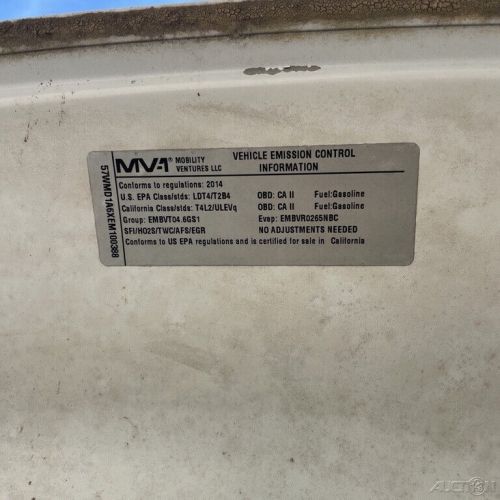 MV-1® MOBILITY VENTURES LLC
VEHICLE EMISSION CONTROL INFORMATION
Conforms to regulations: 2014
U.S. EPA Class/stds: LDT4/T2B4 OBD: CA II Fuel:Gasoline
California Class/stds: T4L2/ULEVq OBD: CA II Fuel:Gasoline
Group: EMBVT04.6GS1 Evap: EMBVR0265NBC
SFI/HO2S/TWC/AFS/EGR NO ADJUSTMENTS NEEDED
Conforms to US EPA regulations and is certified for sale in California
57WMD1A6XEM100388
AUCTION